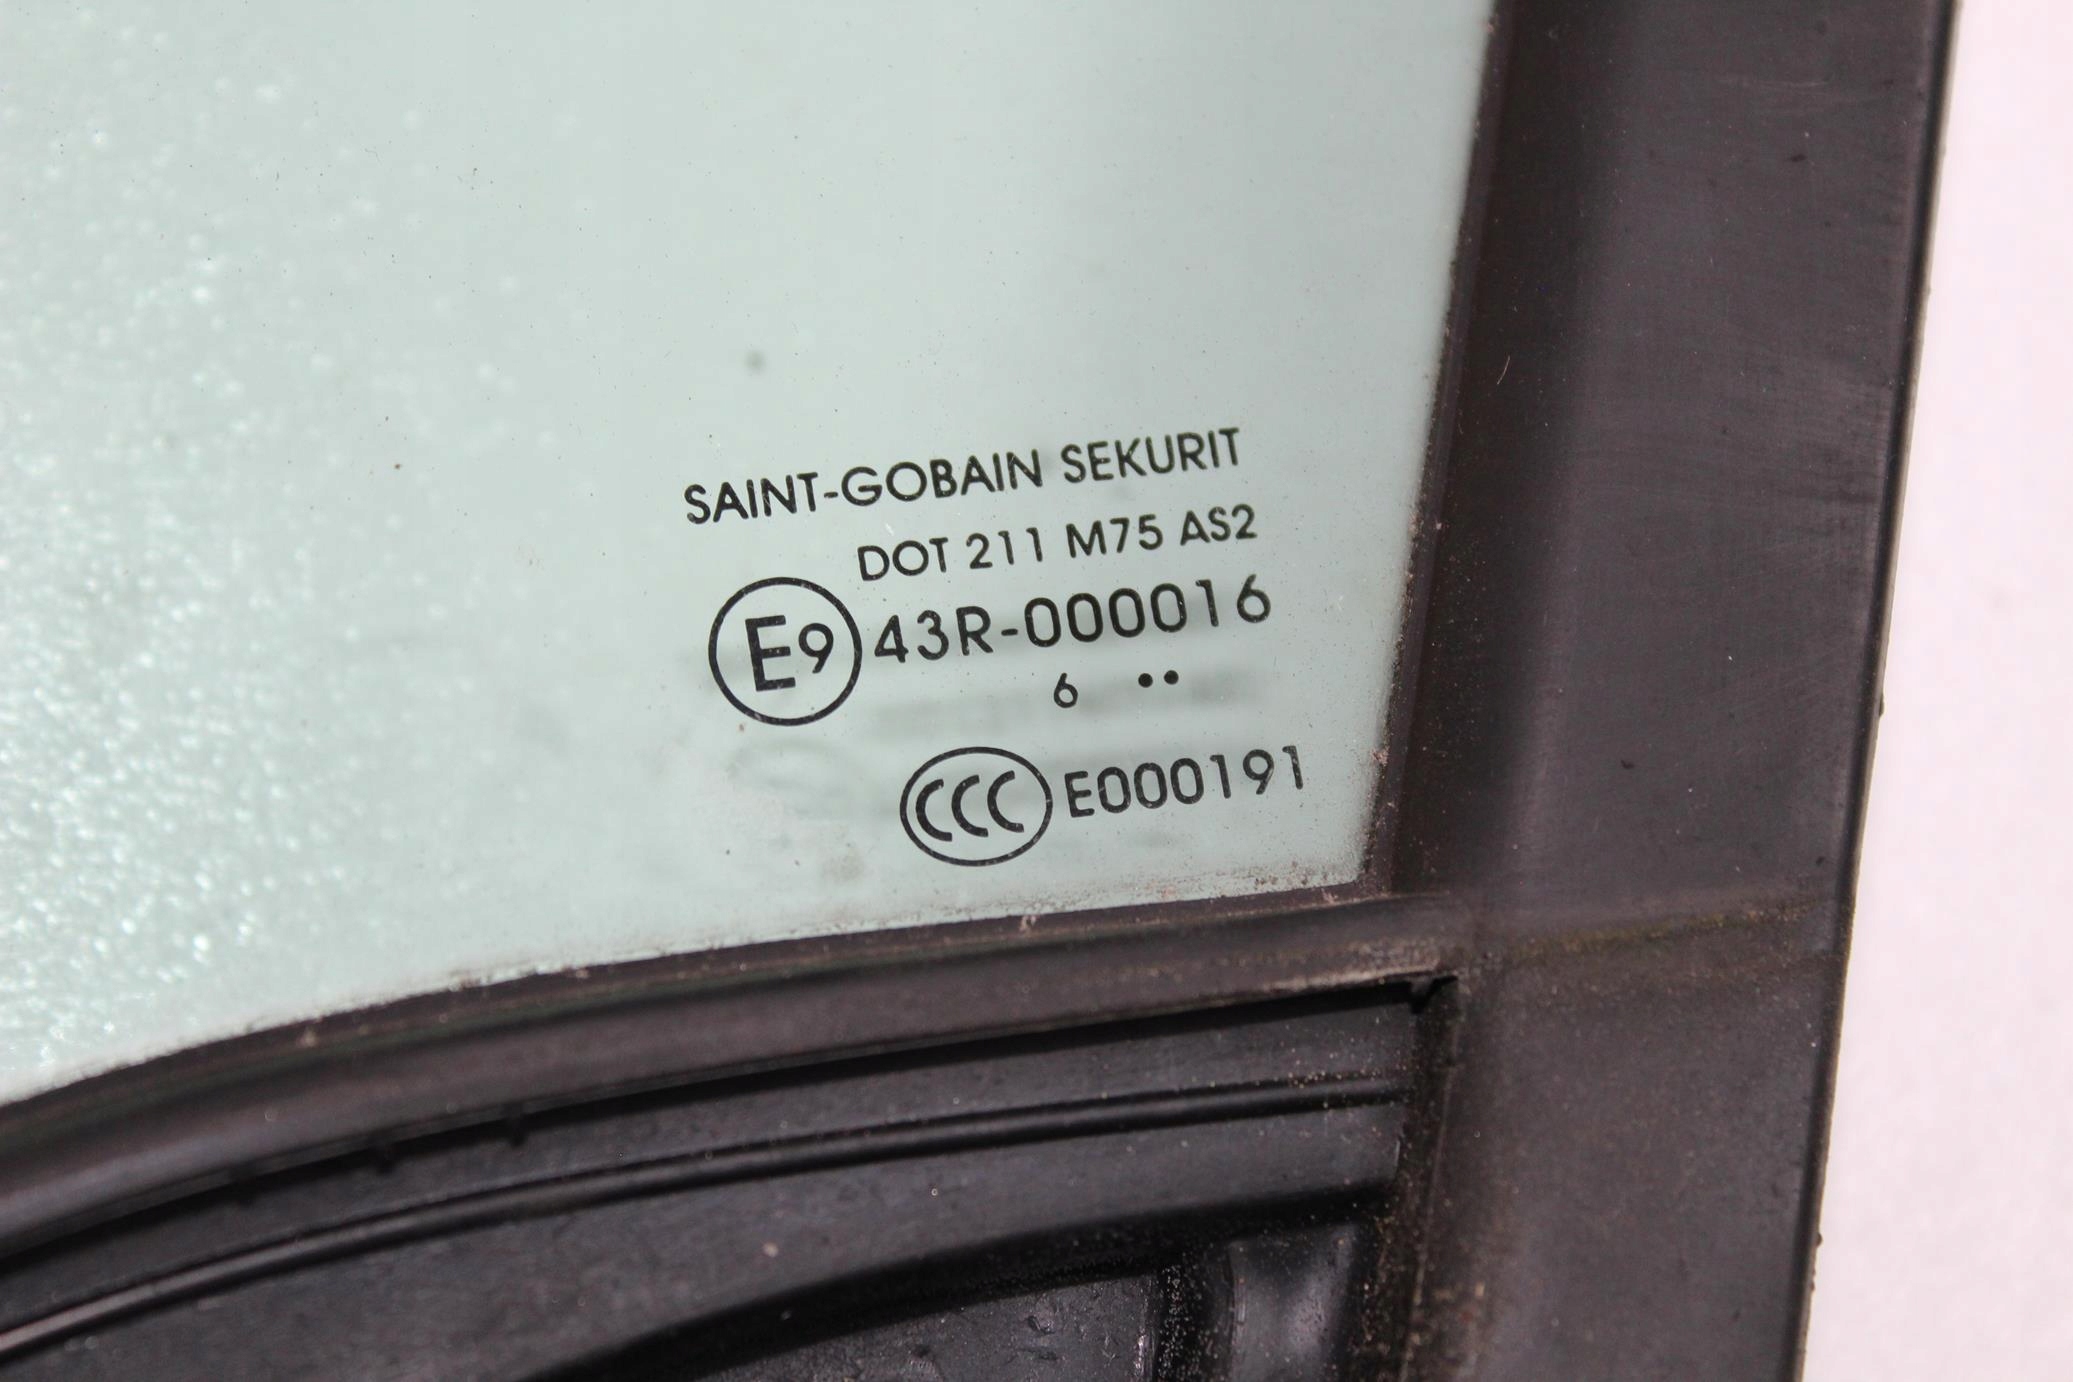 SAINT-GOBAIN SEKURIT
DOT 211 M75 AS2
E9 43R-000016
6 ••
CCC E000191